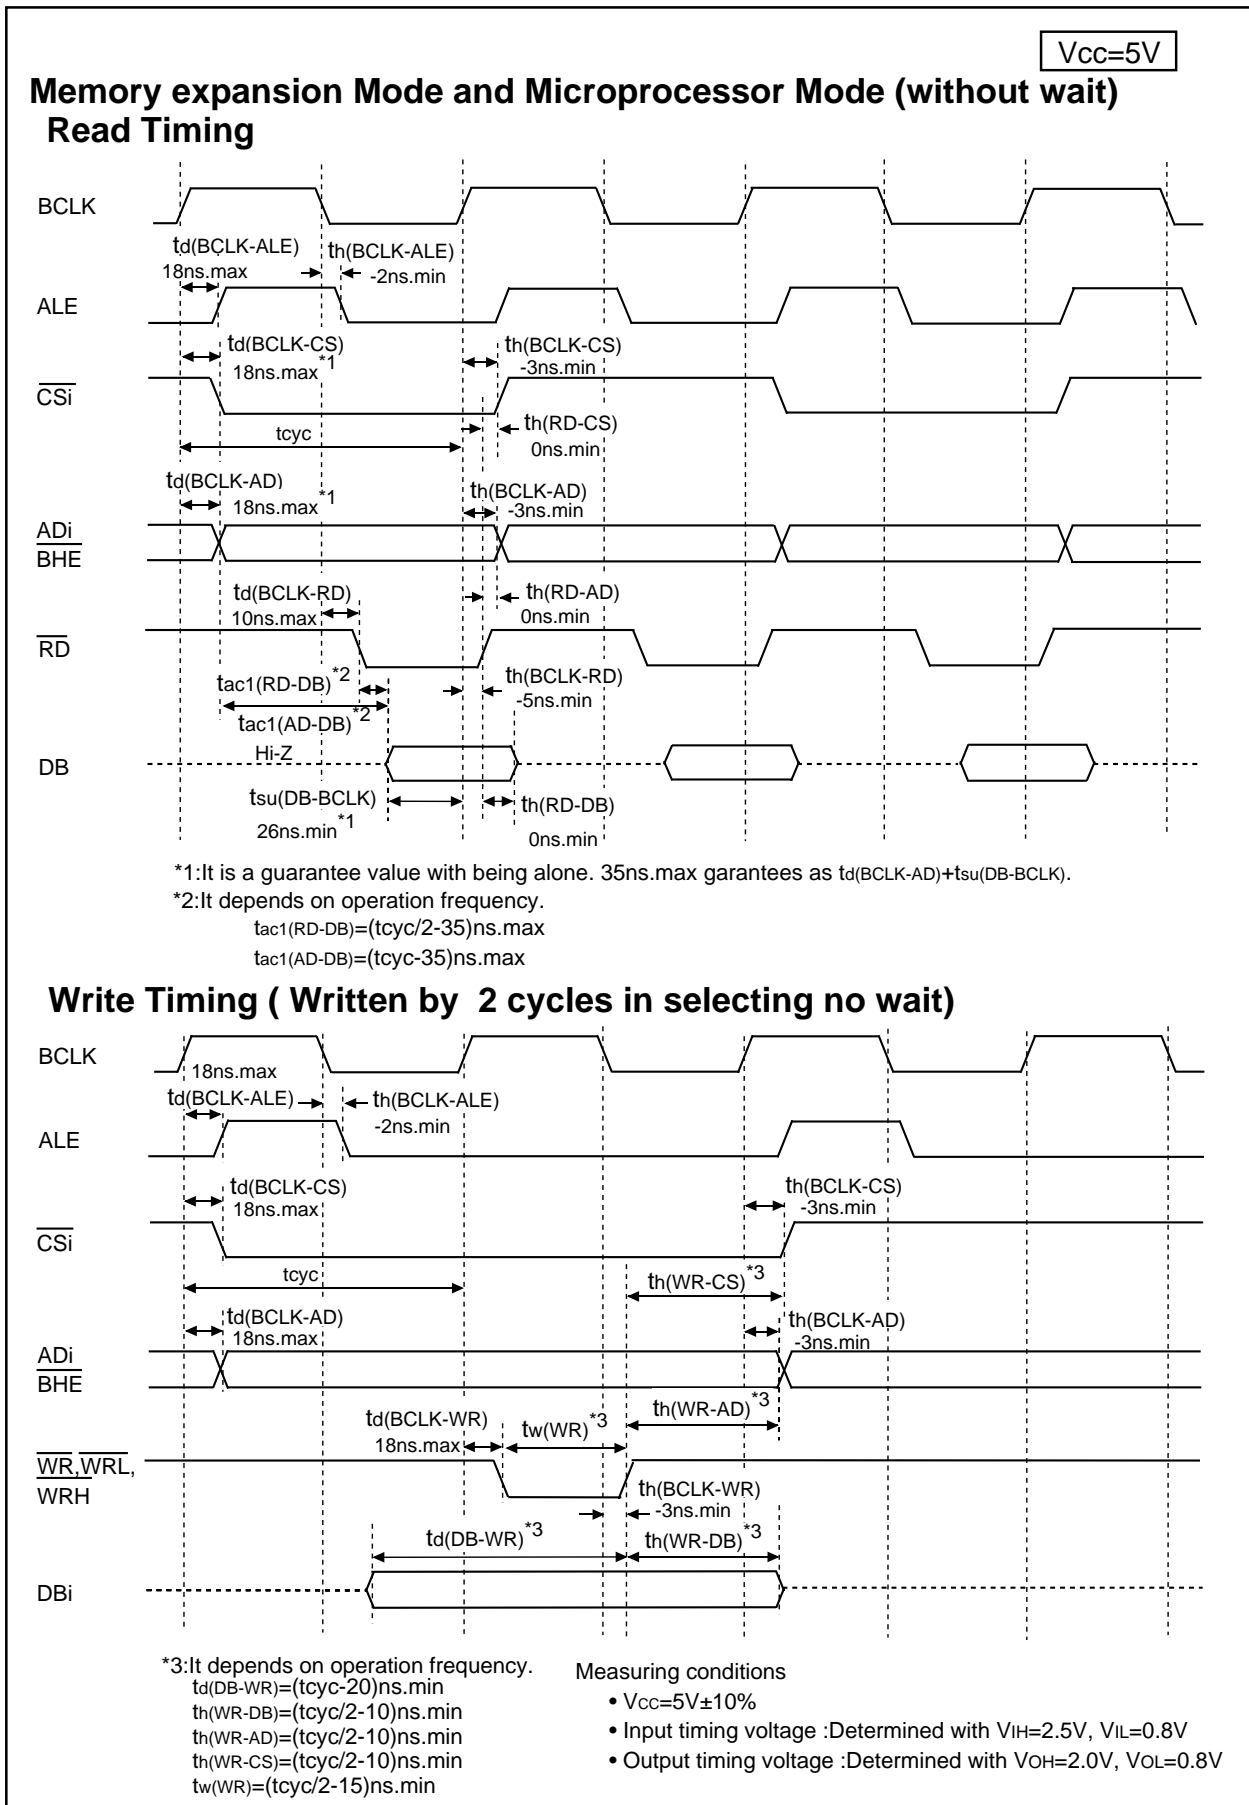 Vcc=5V
Memory expansion Mode and Microprocessor Mode (without wait)
Read Timing
BCLK
td(BCLK-ALE)
18ns.max
th(BCLK-ALE)
-2ns.min
ALE
td(BCLK-CS)
18ns.max*1
th(BCLK-CS)
-3ns.min
CSi
tcyc
th(RD-CS)
0ns.min
td(BCLK-AD)
18ns.max*1
th(BCLK-AD)
-3ns.min
ADi
BHE
td(BCLK-RD)
10ns.max
th(RD-AD)
0ns.min
RD
tac1(RD-DB)*2
th(BCLK-RD)
-5ns.min
tac1(AD-DB)*2
Hi-Z
DB
tsu(DB-BCLK)
26ns.min*1
th(RD-DB)
0ns.min
*1:It is a guarantee value with being alone. 35ns.max garantees as td(BCLK-AD)+tsu(DB-BCLK).
*2:It depends on operation frequency.
tac1(RD-DB)=(tcyc/2-35)ns.max
tac1(AD-DB)=(tcyc-35)ns.max
Write Timing ( Written by 2 cycles in selecting no wait)
BCLK
18ns.max
td(BCLK-ALE)
th(BCLK-ALE)
-2ns.min
ALE
td(BCLK-CS)
18ns.max
th(BCLK-CS)
-3ns.min
CSi
tcyc
th(WR-CS)*3
td(BCLK-AD)
18ns.max
th(BCLK-AD)
-3ns.min
ADi
BHE
td(BCLK-WR)
18ns.max
tw(WR)*3
th(WR-AD)*3
WR,WRL,
WRH
th(BCLK-WR)
-3ns.min
td(DB-WR)*3
th(WR-DB)*3
DBi
*3:It depends on operation frequency.
td(DB-WR)=(tcyc-20)ns.min
th(WR-DB)=(tcyc/2-10)ns.min
th(WR-AD)=(tcyc/2-10)ns.min
th(WR-CS)=(tcyc/2-10)ns.min
tw(WR)=(tcyc/2-15)ns.min
Measuring conditions
• VCC=5V±10%
• Input timing voltage :Determined with VIH=2.5V, VIL=0.8V
• Output timing voltage :Determined with VOH=2.0V, VOL=0.8V